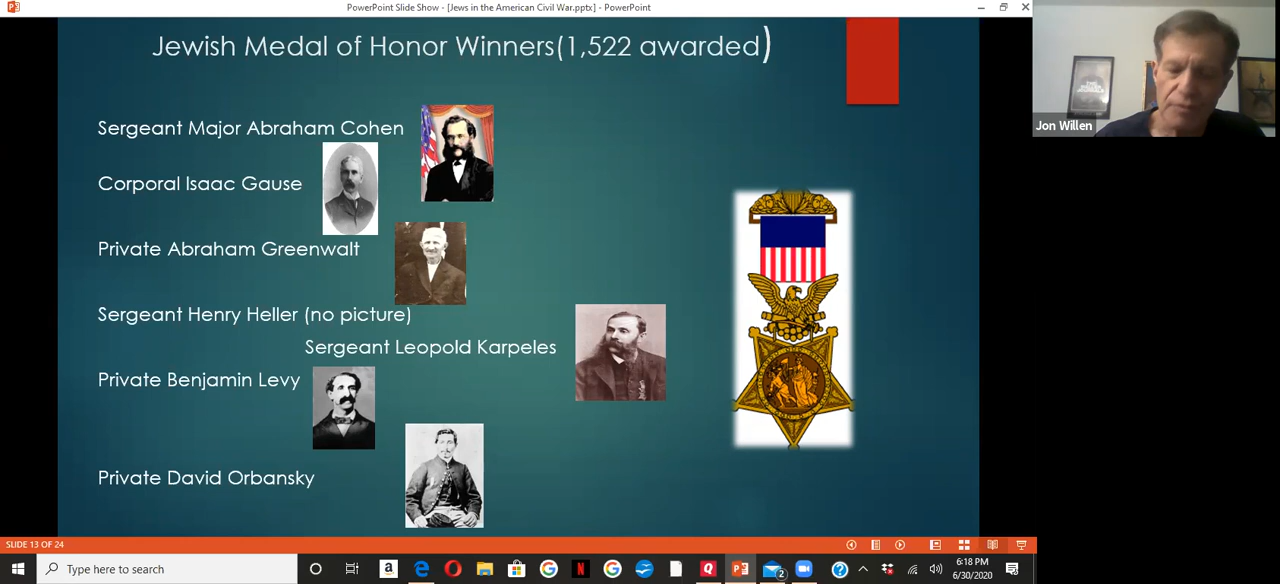 PowerPoint Slide Show - [Jews in the American Civil War.pptx] - PowerPoint
Jewish Medal of Honor Winners(1,522 awarded)
Sergeant Major Abraham Cohen
Corporal Isaac Gause
Private Abraham Greenwalt
Sergeant Henry Heller (no picture)
Sergeant Leopold Karpeles
Private Benjamin Levy
Private David Orbansky
Jon Willen
SLIDE 13 OF 24
Type here to search
6:18 PM
6/30/2020